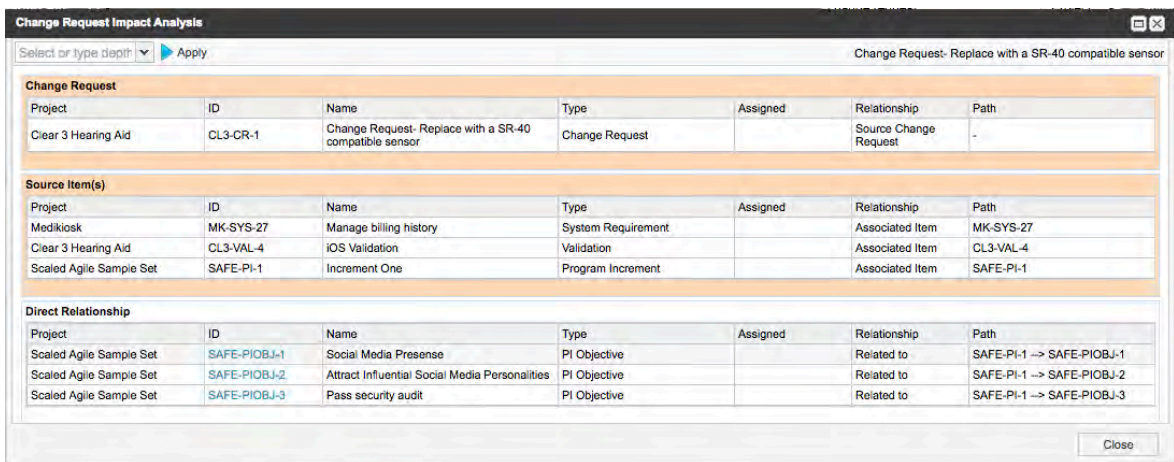 Change Request Impact Analysis
Select or type depth Apply Change Request- Replace with a SR-40 compatible sensor
Change Request
Project ID Name Type Assigned Relationship Path
Clear 3 Hearing Aid CL3-CR-1 Change Request- Replace with a SR-40 compatible sensor Change Request Source Change Request -
Source Item(s)
Project ID Name Type Assigned Relationship Path
Medikiosk MK-SYS-27 Manage billing history System Requirement Associated Item MK-SYS-27
Clear 3 Hearing Aid CL3-VAL-4 iOS Validation Validation Associated Item CL3-VAL-4
Scaled Agile Sample Set SAFE-PI-1 Increment One Program Increment Associated Item SAFE-PI-1
Direct Relationship
Project ID Name Type Assigned Relationship Path
Scaled Agile Sample Set SAFE-PIOBJ-1 Social Media Presense PI Objective Related to SAFE-PI-1 --> SAFE-PIOBJ-1
Scaled Agile Sample Set SAFE-PIOBJ-2 Attract Influential Social Media Personalities PI Objective Related to SAFE-PI-1 --> SAFE-PIOBJ-2
Scaled Agile Sample Set SAFE-PIOBJ-3 Pass security audit PI Objective Related to SAFE-PI-1 --> SAFE-PIOBJ-3
Close